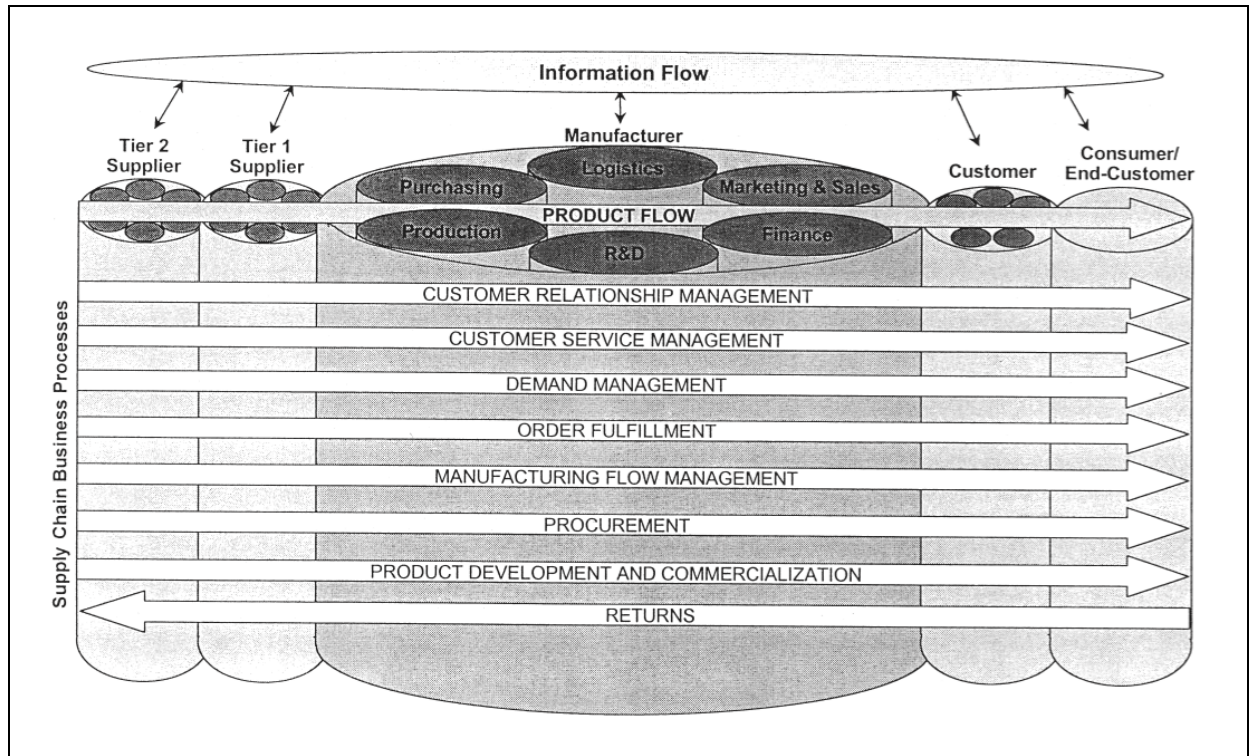 Information Flow
Tier 2
Supplier
Tier 1
Supplier
Manufacturer
Logistics
Purchasing
Marketing & Sales
Customer
Consumer/
End-Customer
PRODUCT FLOW
Production
R&D
Finance
Supply Chain Business Processes
CUSTOMER RELATIONSHIP MANAGEMENT
CUSTOMER SERVICE MANAGEMENT
DEMAND MANAGEMENT
ORDER FULFILLMENT
MANUFACTURING FLOW MANAGEMENT
PROCUREMENT
PRODUCT DEVELOPMENT AND COMMERCIALIZATION
RETURNS